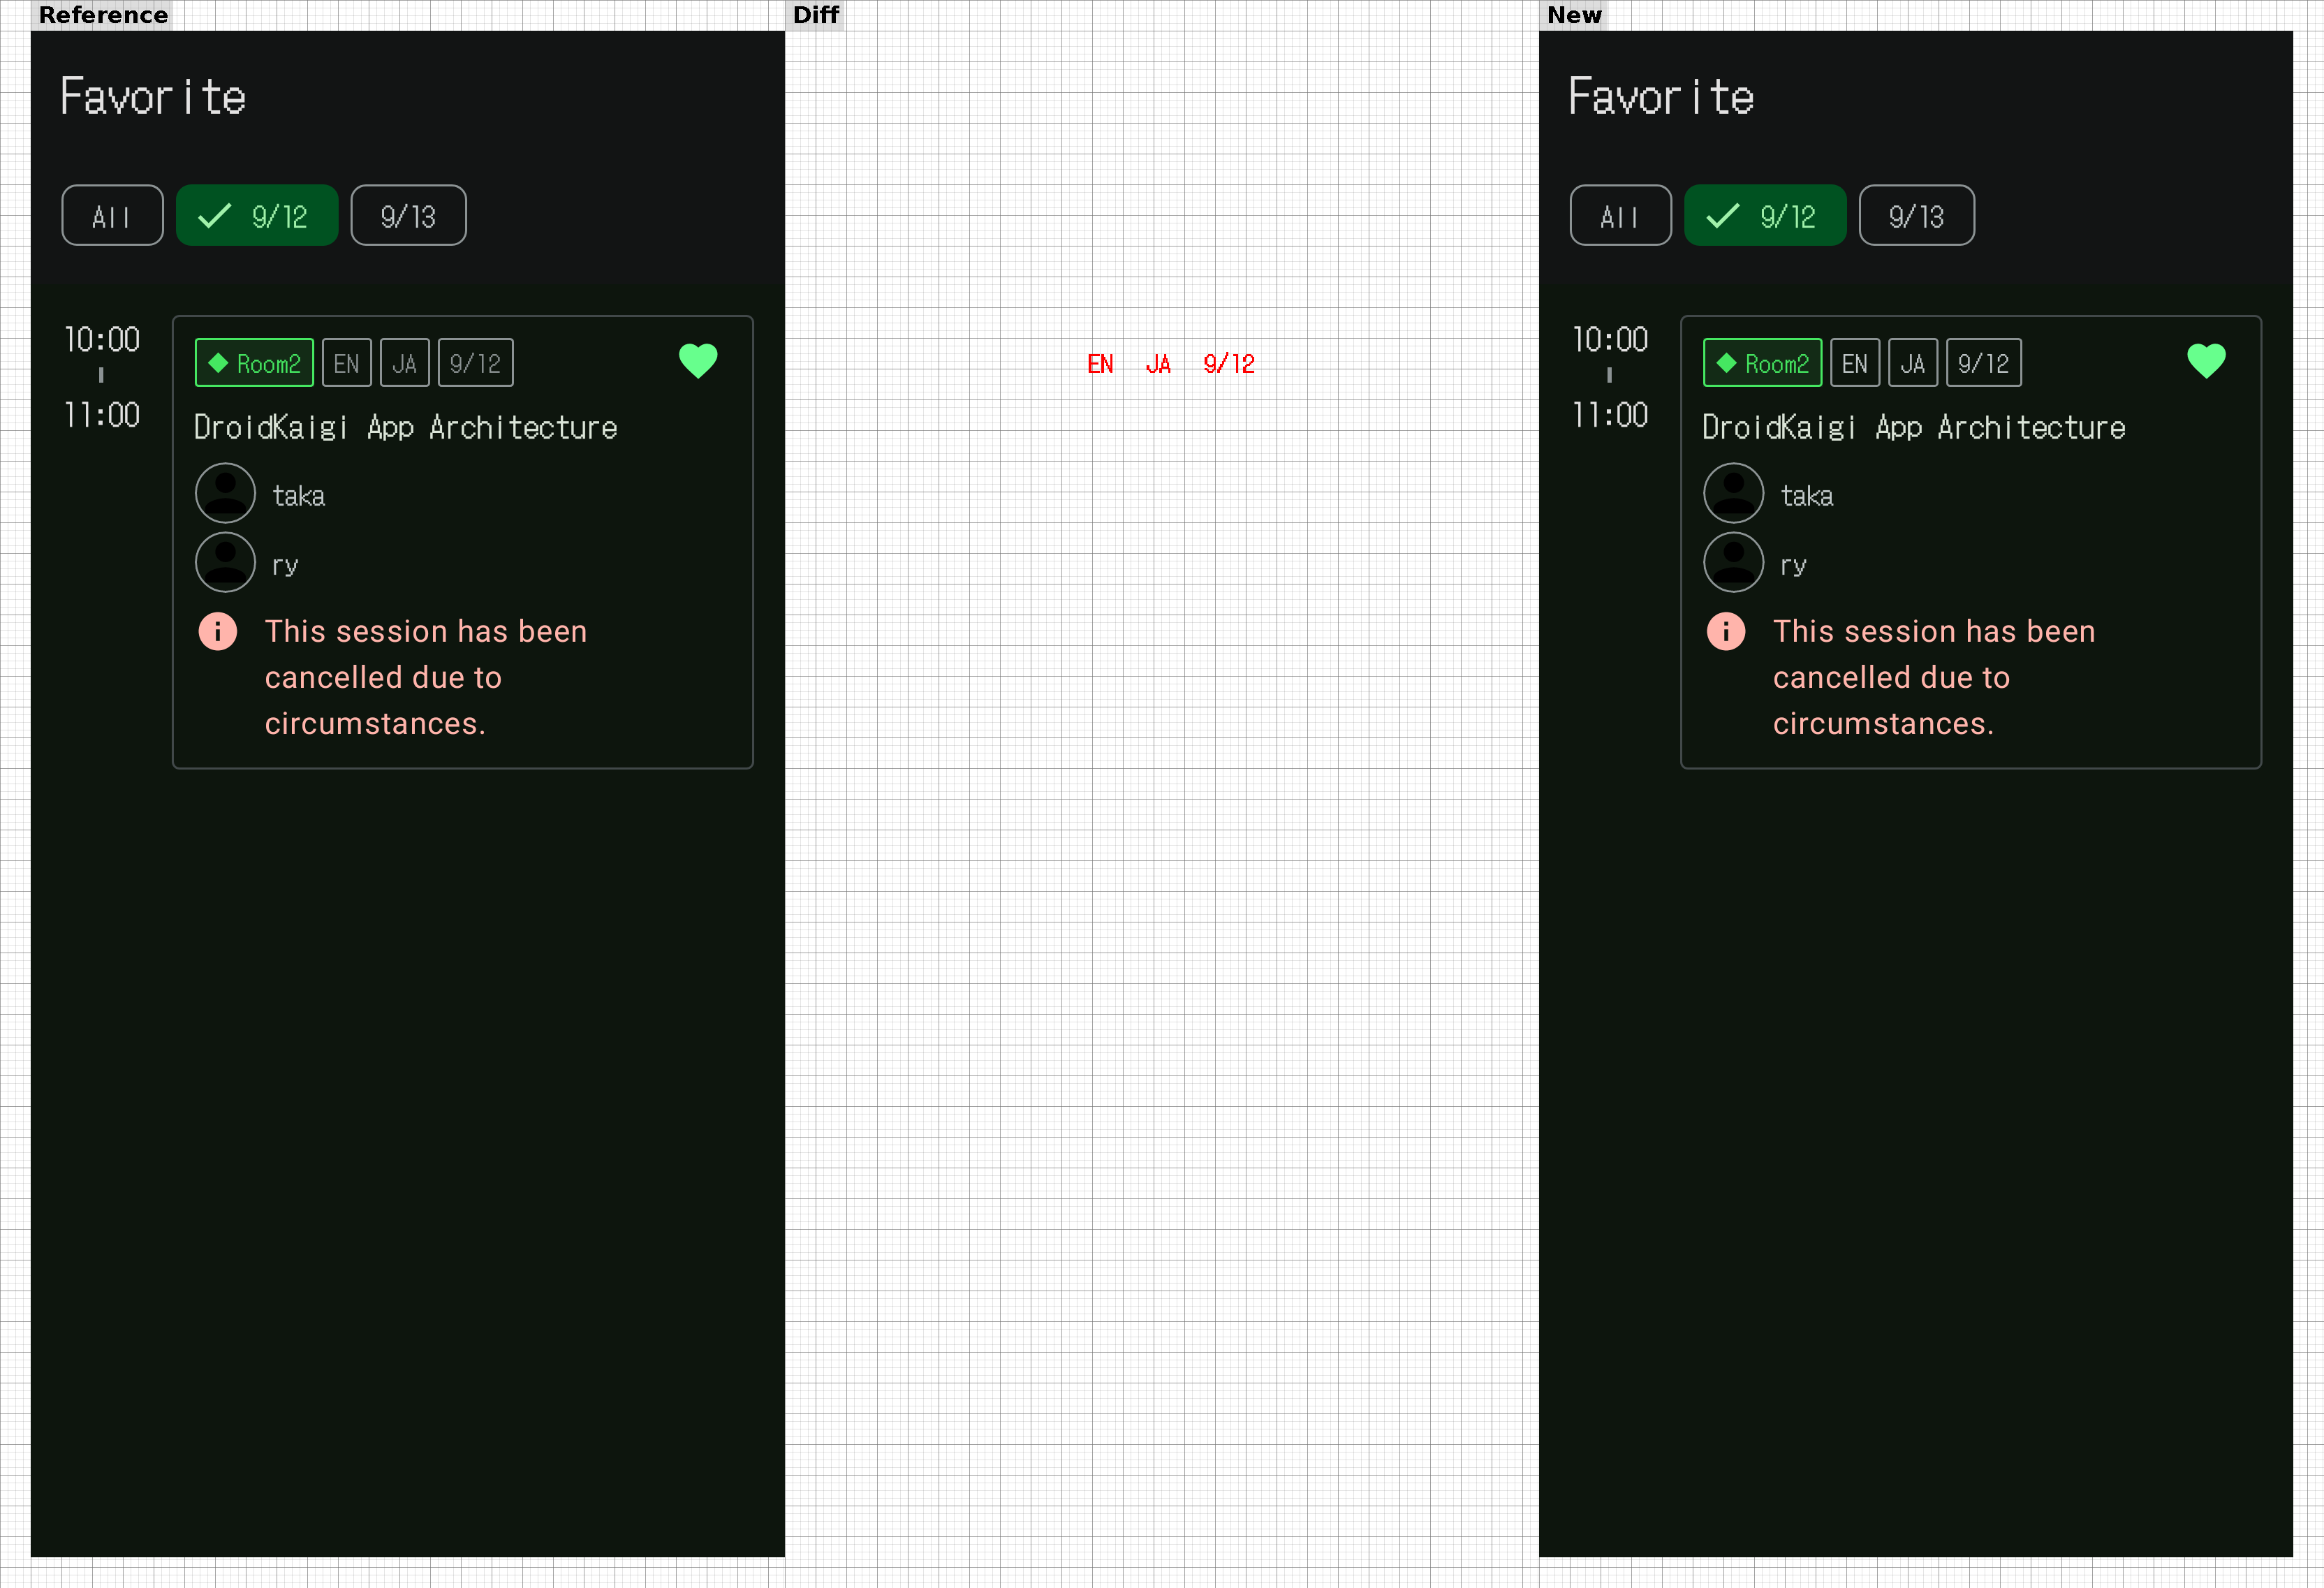 Reference
Favorite
All 9/12 9/13
10:00
11:00
Room2 EN JA 9/12
DroidKaigi App Architecture
taka
ry
This session has been
cancelled due to
circumstances.
Diff
EN JA 9/12
New
Favorite
All 9/12 9/13
10:00
11:00
Room2 EN JA 9/12
DroidKaigi App Architecture
taka
ry
This session has been
cancelled due to
circumstances.